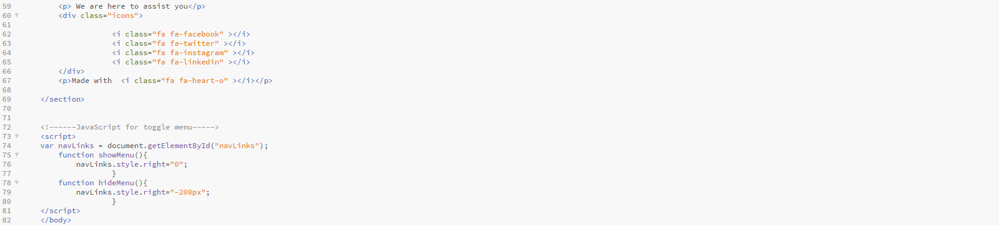 59 <p> We are here to assist you</p>
60 <div class="icons">
61
62 <i class="fa fa-facebook" ></i>
63 <i class="fa fa-twitter" ></i>
64 <i class="fa fa-instagram" ></i>
65 <i class="fa fa-linkedin" ></i>
66 </div>
67 <p>Made with  <i class="fa fa-heart-o" ></i></p>
68
69 </section>
70
71
72 <!------JavaScript for toggle menu----->
73 <script>
74 var navLinks = document.getElementById("navLinks");
75 function showMenu(){
76 navLinks.style.right="0";
77 }
78 function hideMenu(){
79 navLinks.style.right="-200px";
80 }
81 </script>
82 </body>